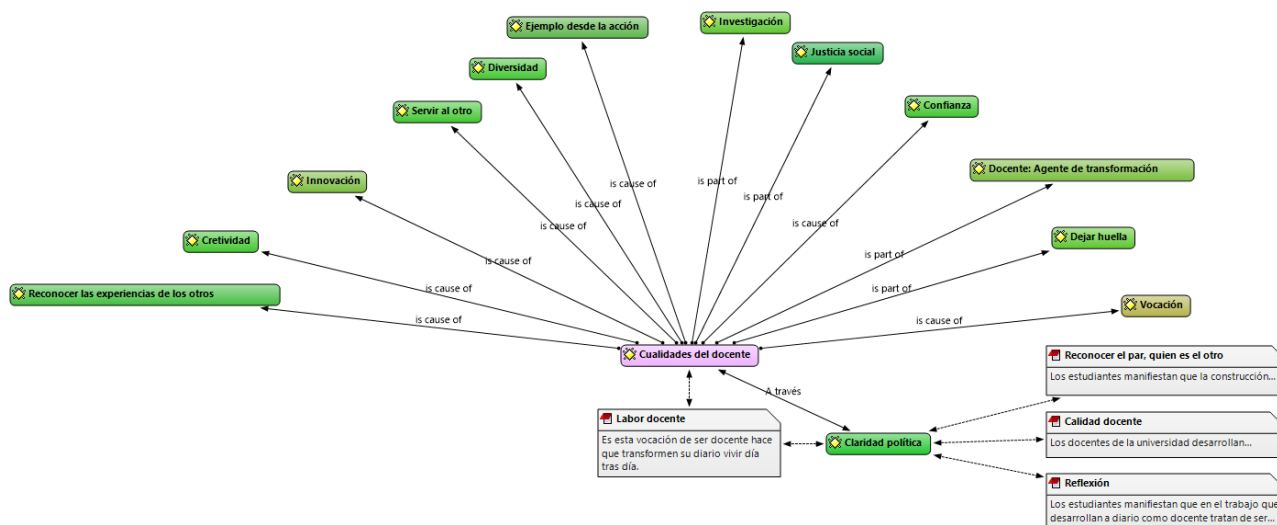 Ejemplo desde la acción
Investigación
Justicia social
Diversidad
Servir al otro
Confianza
Innovación
Docente: Agente de transformación
Cretividad
Dejar huella
Reconocer las experiencias de los otros
Vocación
is cause of
is part of
is cause of
is part of
is cause of
is cause of
is part of
is cause of
is cause of
is part of
is cause of
is cause of
Cualidades del docente
A través
Labor docente
Es esta vocación de ser docente hace
que transformen su diario vivir día
tras día.
Claridad política
Reconocer el par, quien es el otro
Los estudiantes manifiestan que la construcción...
Calidad docente
Los docentes de la universidad desarrollan...
Reflexión
Los estudiantes manifiestan que en el trabajo que
desarrollan a diario como docente tratan de ser...